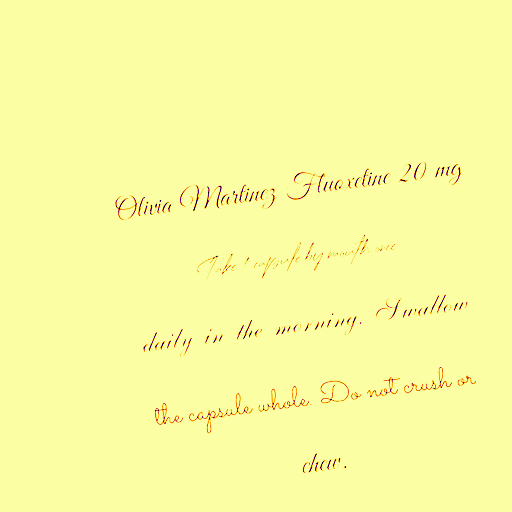 Olivia Martinez Fluoxetine 20 mg
Take 1 capsule by mouth once
daily in the morning. Swallow
the capsule whole. Do not crush or
chew.